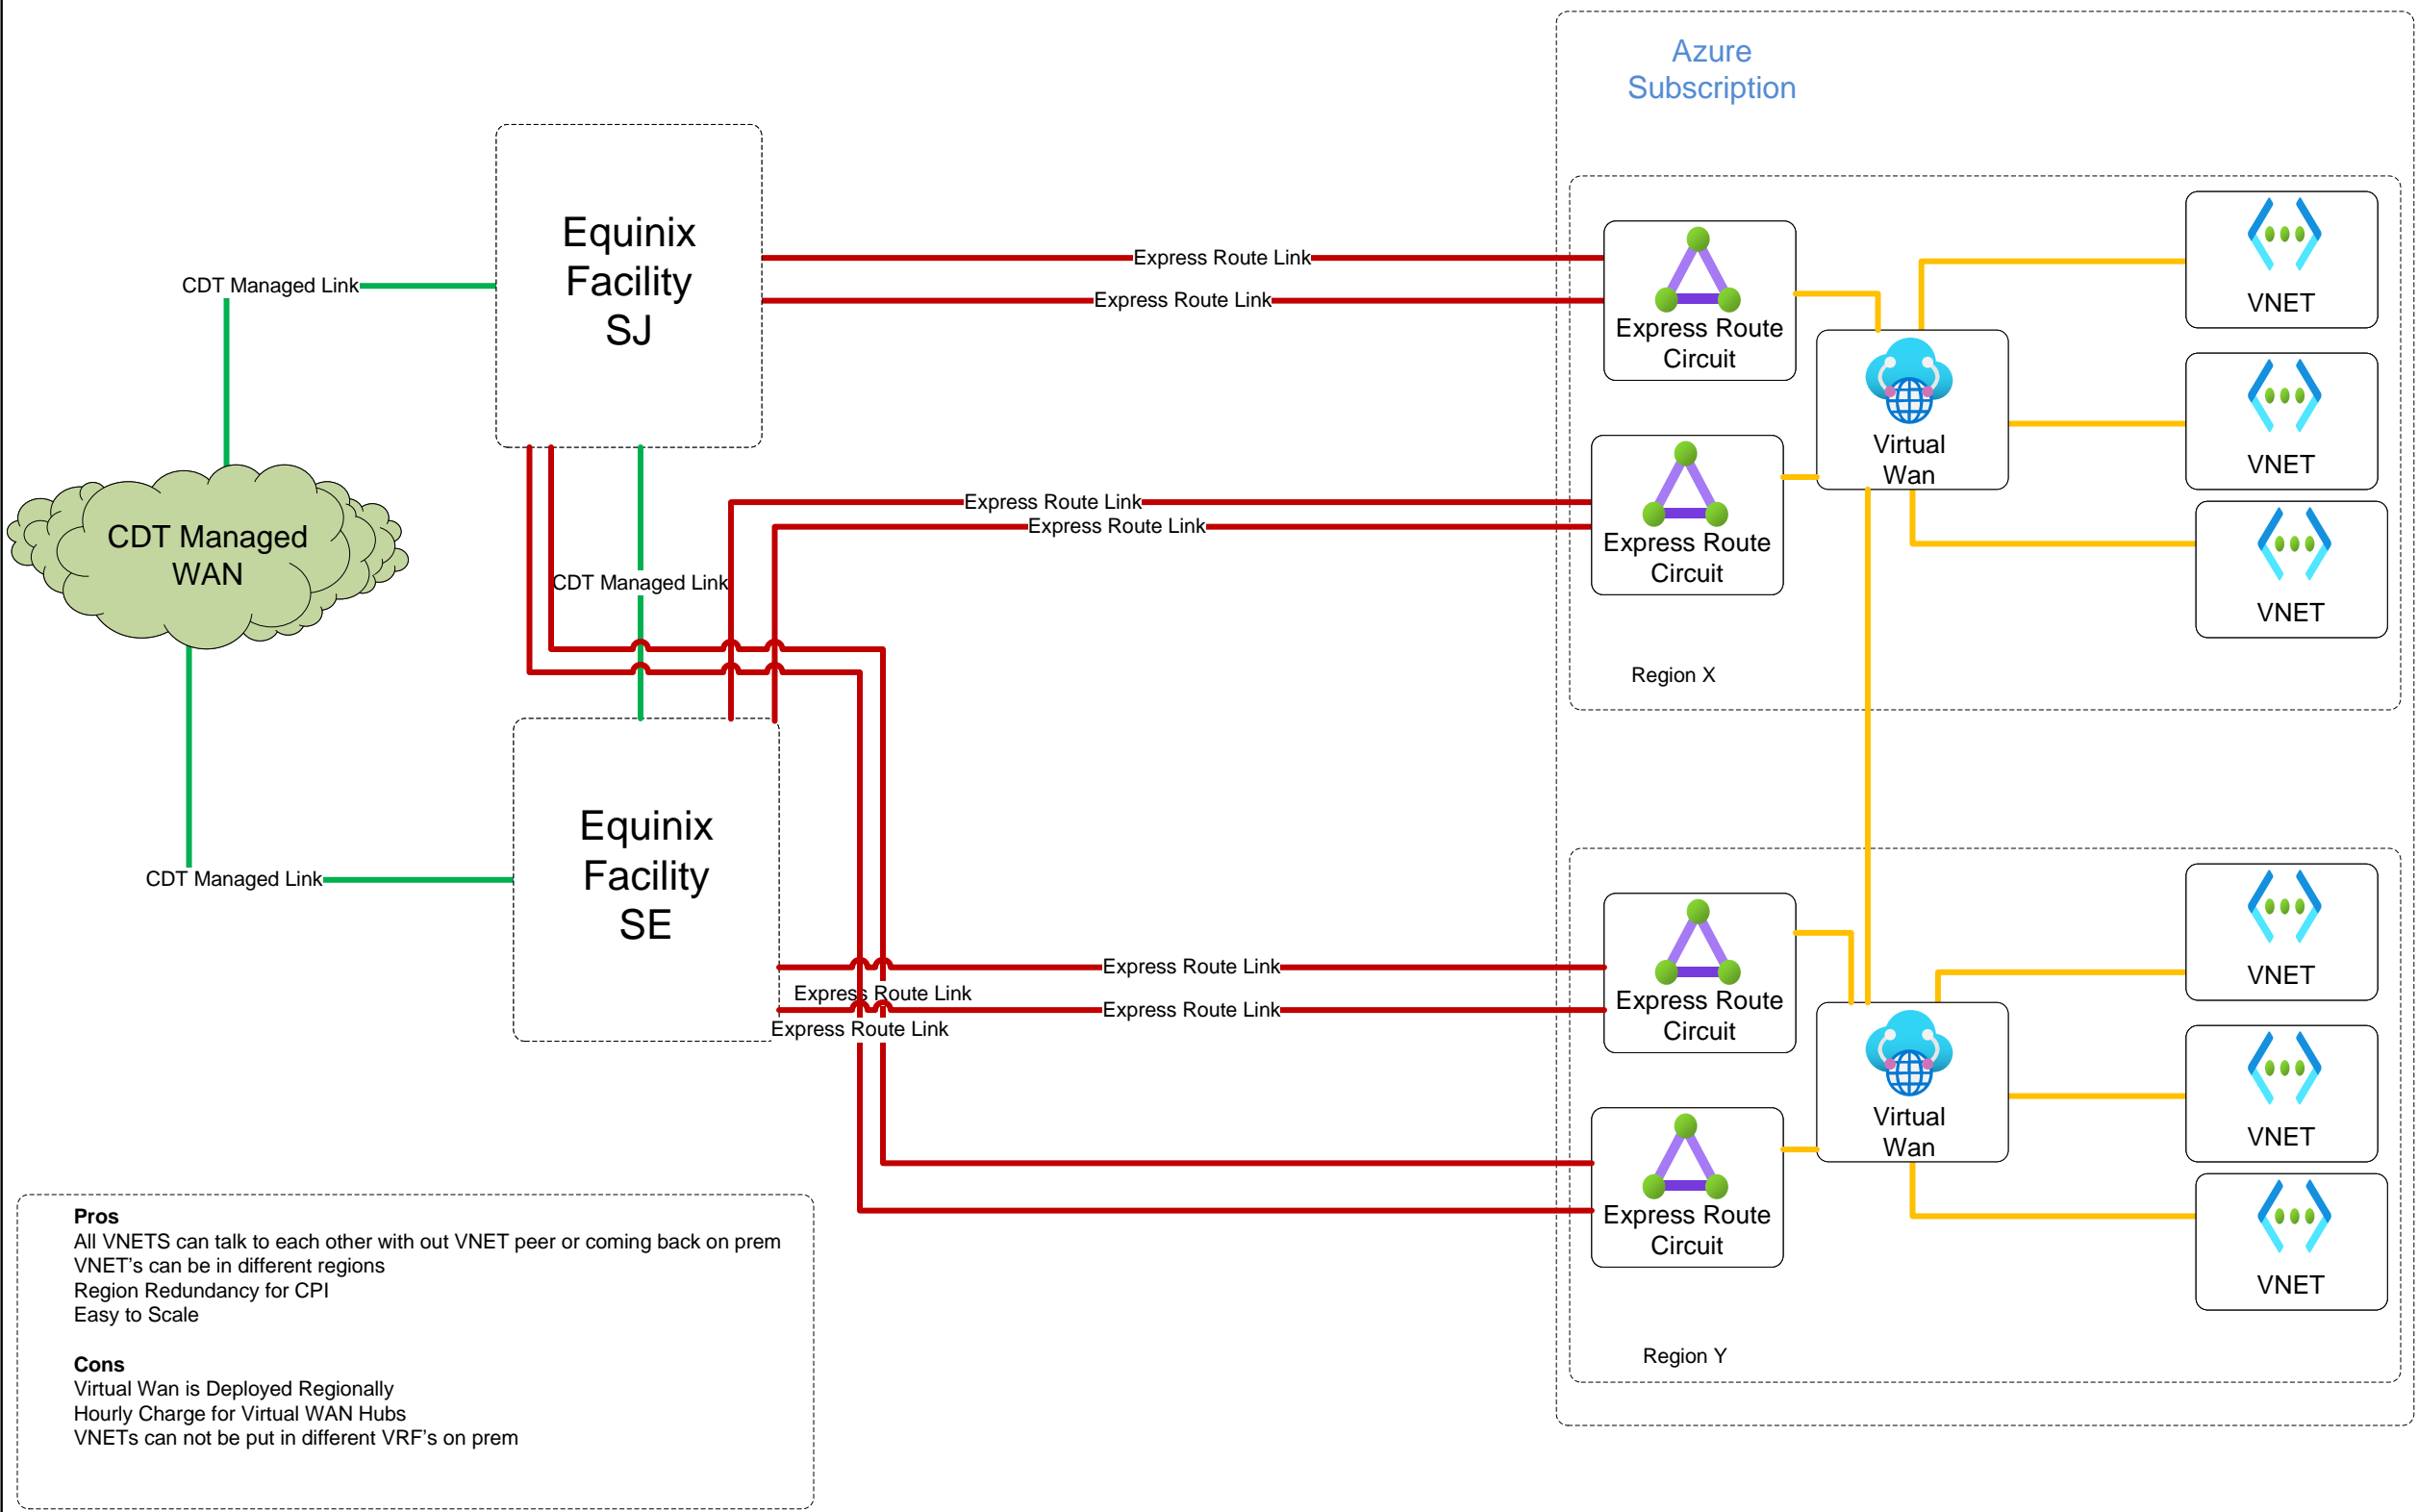 Azure
Subscription
Equinix
Facility
SJ
CDT Managed Link
Express Route Link
Express Route Link
Express Route
Circuit
VNET
Virtual
Wan
VNET
Express Route Link
Express Route Link
Express Route
Circuit
VNET
CDT Managed
WAN
CDT Managed Link
Region X
Equinix
Facility
SE
CDT Managed Link
Express Route Link
Express Route Link
Express Route Link
Express Route Link
Express Route
Circuit
VNET
Virtual
Wan
VNET
Express Route
Circuit
VNET
Region Y
Pros
All VNETS can talk to each other with out VNET peer or coming back on prem
VNET's can be in different regions
Region Redundancy for CPI
Easy to Scale
Cons
Virtual Wan is Deployed Regionally
Hourly Charge for Virtual WAN Hubs
VNETs can not be put in different VRF's on prem